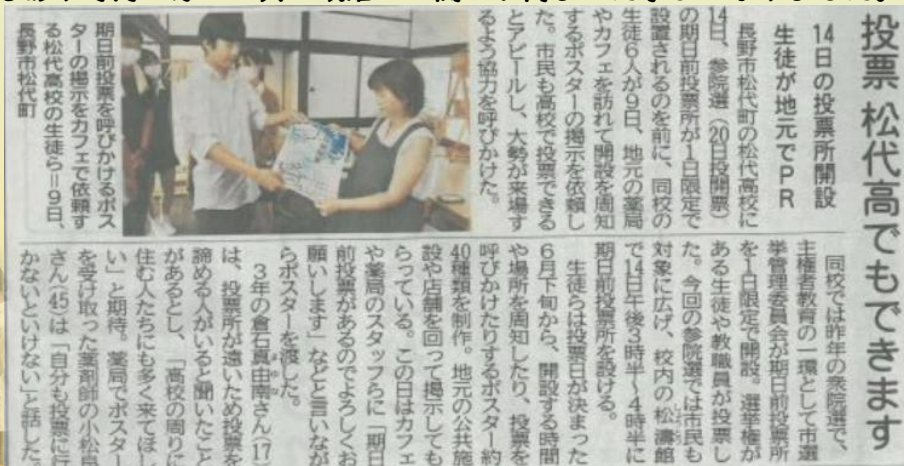 投票 松代高でもできます
14日の投票所開設
生徒が地元でPR
長野市松代町の松代高校に
14日、参院選（20日投開票）
の期日前投票所が1日限定で
設置されるのを前に、同校の
生徒6人が9日、地元の薬局
やカフェを訪れて開設を周知
するポスターの掲示を依頼し
た。市民も高校で投票できる
とアピールし、大勢が来場す
るよう協力を呼びかけた。
期日前投票を呼びかけるポス
ターの掲示をカフェで依頼す
る松代高校の生徒ら＝9日、
長野市松代町
同校では昨年の衆院選で、
主権者教育の一環として市選
挙管理委員会が期日前投票所
を1日限定で開設。選挙権が
ある生徒や教職員が投票し
た。今回の参院選では市民も
対象に広げ、校内の松濤館
で14日午後3時半～4時半に
期日前投票所を設ける。
生徒らは投票日が決まった
6月下旬から、開設する時間
や場所を周知したり、投票を
呼びかけたりするポスター約
40種類を制作。地元の公共施
設や店舗を回って掲示しても
らっている。この日はカフェ
や薬局のスタッフらに「期日
前投票があるのでよろしくお
願いします」などと言いなが
らポスターを渡した。
3年の倉石真由南さん（17）
は、投票所が遠いため投票を
諦める人がいると聞いたこと
があるとし、「高校の周りに
住む人たちにも多く来てほし
い」と期待。薬局でポスター
を受け取った薬剤師の小松
さん（45）は「自分も投票に行
かないといけない」と話した。